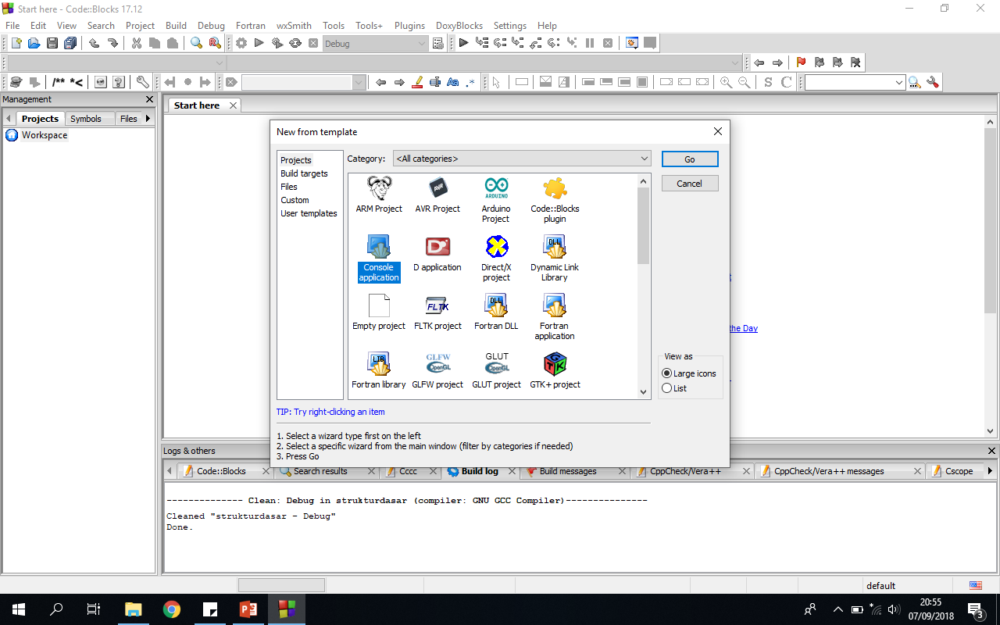 Start here - Code::Blocks 17.12
File Edit View Search Project Build Debug Fortran wxSmith Tools Tools+ Plugins DoxyBlocks Settings Help
Debug
/** *<
Aa .*
S C
Management
Projects Symbols Files
Workspace
Start here
New from template
Projects
Build targets
Files
Custom
User templates
Category: <All categories>
Go
Cancel
ARM Project
AVR
AVR Project
ARDUINO
Arduino
Project
Code::Blocks
plugin
Console
application
D
D application
Direct/X
project
DLL
Dynamic Link
Library
Empty project
FLTK
FLTK project
DLL
Fortran DLL
Fortran
application
LIB
Fortran library
GLFW
OpenGL
GLFW project
GLUT
OpenGL
GLUT project
GTK
GTK+ project
View as
Large icons
List
TIP: Try right-clicking an item
1. Select a wizard type first on the left
2. Select a specific wizard from the main window (filter by categories if needed)
3. Press Go
the Day
Logs & others
Code::Blocks Search results Cccc Build log Build messages CppCheck/Vera++ CppCheck/Vera++ messages Cscope
-------------- Clean: Debug in strukturdasar (compiler: GNU GCC Compiler)---------------
Cleaned "strukturdasar - Debug"
Done.
default
20:55
07/09/2018
3